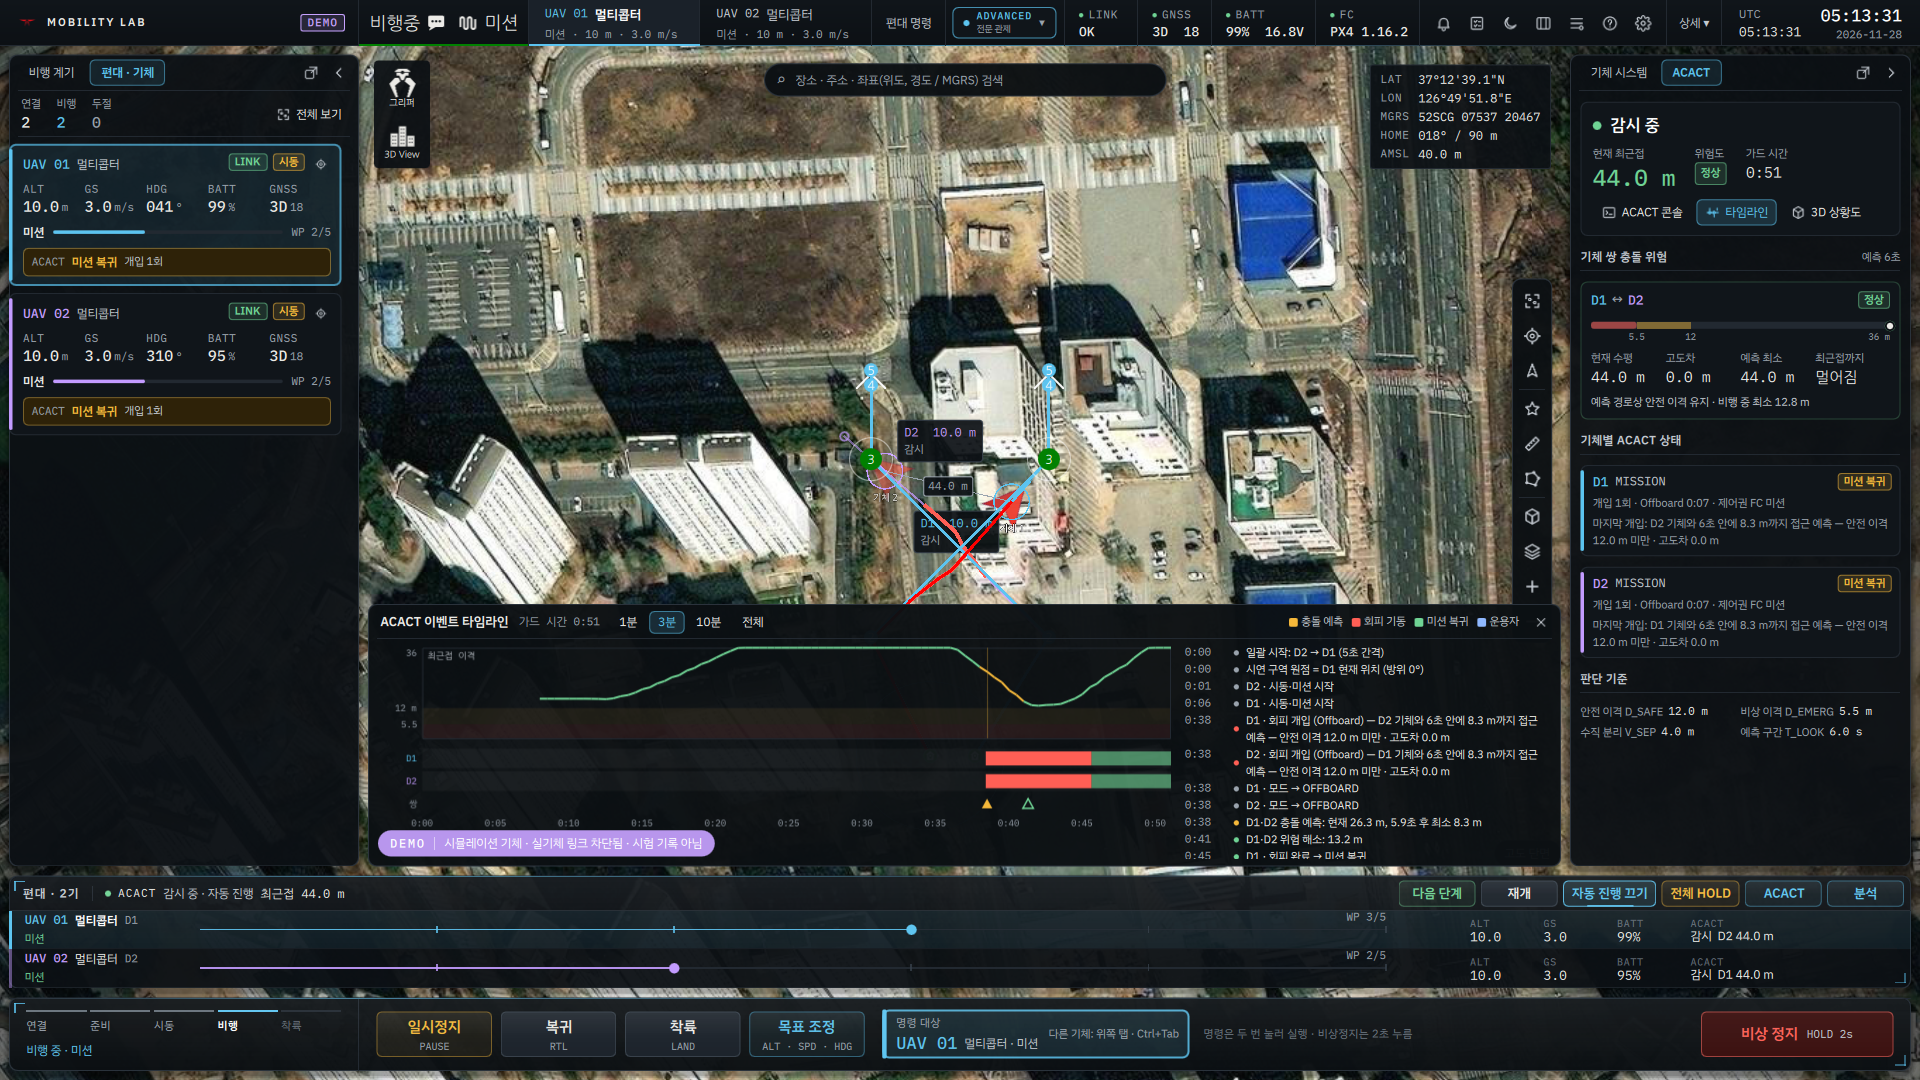 MOBILITY LAB
DEMO
비행중
미션
UAV 01 멀티콥터
미션 · 10 m · 3.0 m/s
UAV 02 멀티콥터
미션 · 10 m · 3.0 m/s
편대 명령
ADVANCED
전문 관제
LINK
OK
GNSS
3D 18
BATT
99% 16.8V
FC
PX4 1.16.2
상세 ▾
UTC
05:13:31
05:13:31
2026-11-28
비행 계기
편대 · 기체
연결
2
비행
2
두절
0
전체 보기
UAV 01 멀티콥터
LINK
시동
ALT GS HDG BATT GNSS
10.0 m 3.0 m/s 041 ° 99 % 3D 18
미션
WP 2/5
ACACT 미션 복귀 개입 1회
UAV 02 멀티콥터
LINK
시동
ALT GS HDG BATT GNSS
10.0 m 3.0 m/s 310 ° 95 % 3D 18
미션
WP 2/5
ACACT 미션 복귀 개입 1회
그리퍼
3D View
장소 · 주소 · 좌표(위도, 경도 / MGRS) 검색
LAT 37°12'39.1"N
LON 126°49'51.8"E
MGRS 52SCG 07537 20467
HOME 018° / 90 m
AMSL 40.0 m
5
4
3
5
4
3
D2 10.0 m
감시
44.0 m
기체 2
D1 10.0
감시
기체 시스템
ACACT
감시 중
현재 최근접
44.0 m
위험도
정상
가드 시간
0:51
ACACT 콘솔
타임라인
3D 상황도
기체 쌍 충돌 위험
예측 6초
D1 ↔ D2
정상
5.5
12
36 m
현재 수평 고도차 예측 최소 최근접까지
44.0 m 0.0 m 44.0 m 멀어짐
예측 경로상 안전 이격 유지 · 비행 중 최소 12.8 m
기체별 ACACT 상태
D1 MISSION
미션 복귀
개입 1회 · Offboard 0:07 · 제어권 FC 미션
마지막 개입: D2 기체와 6초 안에 8.3 m까지 접근 예측 — 안전 이격
12.0 m 미만 · 고도차 0.0 m
D2 MISSION
미션 복귀
개입 1회 · Offboard 0:07 · 제어권 FC 미션
마지막 개입: D1 기체와 6초 안에 8.3 m까지 접근 예측 — 안전 이격
12.0 m 미만 · 고도차 0.0 m
판단 기준
안전 이격 D_SAFE 12.0 m
비상 이격 D_EMERG 5.5 m
수직 분리 V_SEP 4.0 m
예측 구간 T_LOOK 6.0 s
ACACT 이벤트 타임라인
가드 시간 0:51
1분
3분
10분
전체
충돌 예측
회피 기동
미션 복귀
운용자
36
최근접 이격
12 m
5.5
D1
D2
쌍
0:00 0:05 0:10 0:15 0:20 0:25 0:30 0:35 0:40 0:45 0:50
DEMO 시뮬레이션 기체 · 실기체 링크 차단됨 · 시험 기록 아님
0:00 일괄 시작: D2 → D1 (5초 간격)
0:00 시연 구역 원점 = D1 현재 위치 (방위 0°)
0:01 D2 · 시동·미션 시작
0:06 D1 · 시동·미션 시작
0:38 D1 · 회피 개입 (Offboard) — D2 기체와 6초 안에 8.3 m까지 접근
예측 — 안전 이격 12.0 m 미만 · 고도차 0.0 m
0:38 D2 · 회피 개입 (Offboard) — D1 기체와 6초 안에 8.3 m까지 접근
예측 — 안전 이격 12.0 m 미만 · 고도차 0.0 m
0:38 D1 · 모드 → OFFBOARD
0:38 D2 · 모드 → OFFBOARD
0:38 D1·D2 충돌 예측: 현재 26.3 m, 5.9초 후 최소 8.3 m
0:41 D1·D2 위험 해소: 13.2 m
0:45 D1 · 회피 완료 → 미션 복귀
편대 · 2기
ACACT 감시 중 · 자동 진행 최근접 44.0 m
다음 단계
재개
자동 진행 끄기
전체 HOLD
ACACT
분석
UAV 01 멀티콥터 D1
미션
WP 3/5
ALT GS BATT ACACT
10.0 3.0 99% 감시 D2 44.0 m
UAV 02 멀티콥터 D2
미션
WP 2/5
ALT GS BATT ACACT
10.0 3.0 95% 감시 D1 44.0 m
연결
준비
시동
비행
착륙
비행 중 · 미션
일시정지
PAUSE
복귀
RTL
착륙
LAND
목표 조정
ALT · SPD · HDG
명령 대상
UAV 01 멀티콥터 · 미션
다른 기체: 위쪽 탭 · Ctrl+Tab
명령은 두 번 눌러 실행 · 비상정지는 2초 누름
비상 정지 HOLD 2s